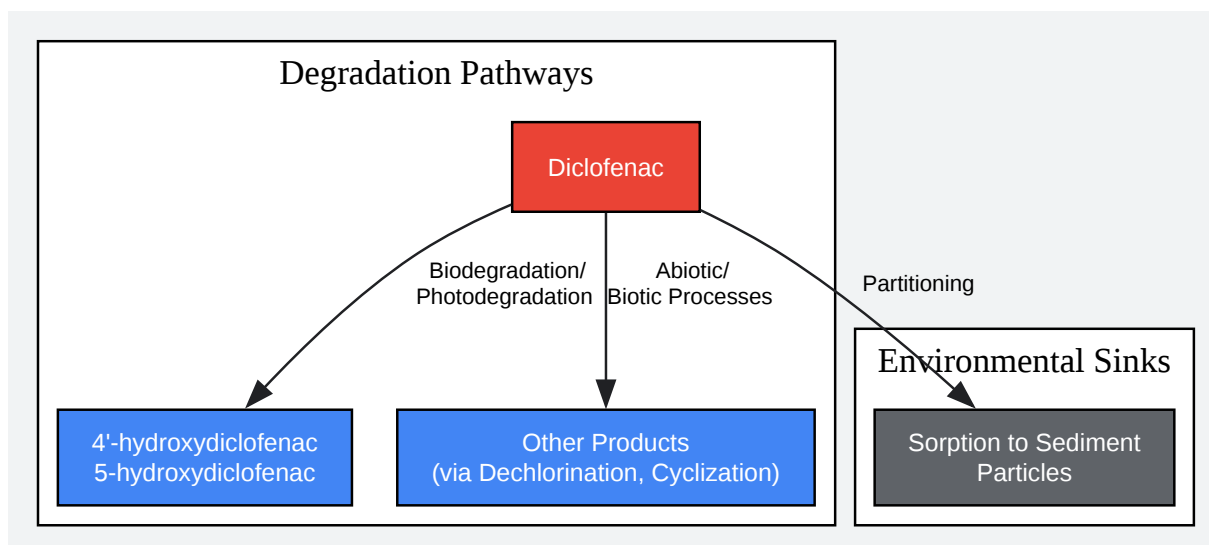 Degradation Pathways
Diclofenac
Biodegradation/
Photodegradation
Abiotic/
Biotic Processes
Partitioning
Environmental Sinks
4'-hydroxydiclofenac
5-hydroxydiclofenac
Other Products
(via Dechlorination, Cyclization)
Sorption to Sediment
Particles